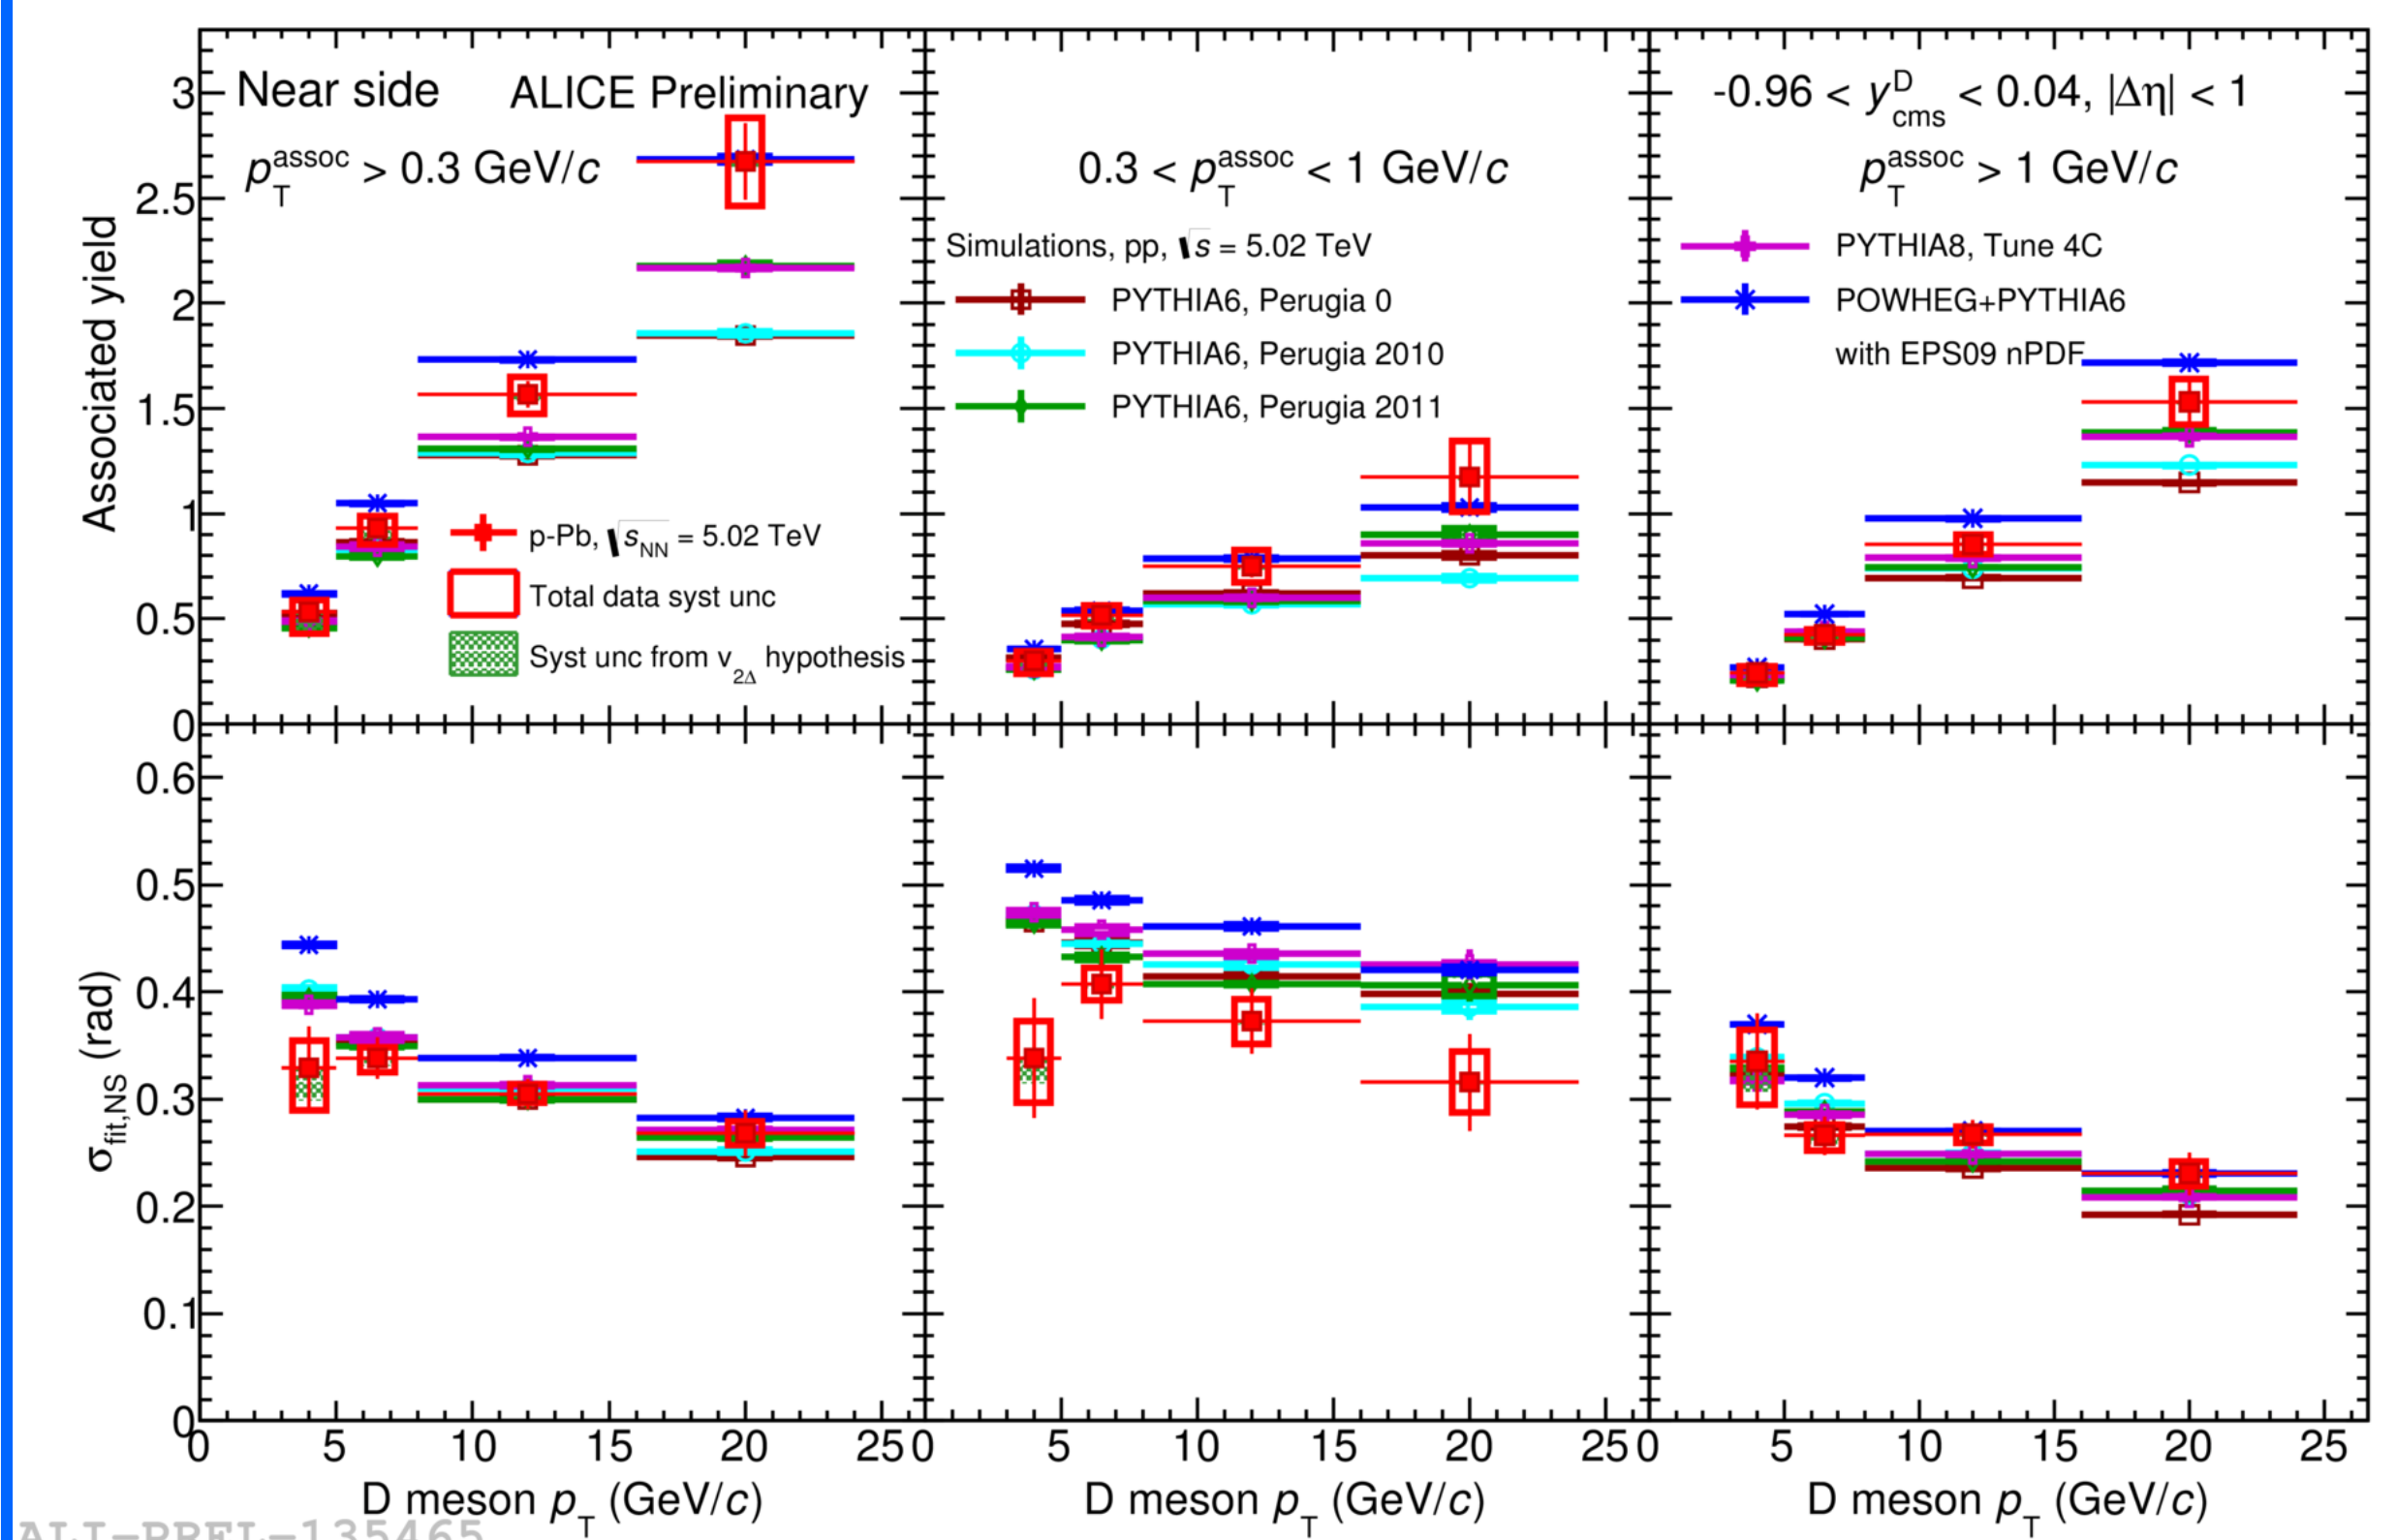 Near side ALICE Preliminary
-0.96 < y^D_cms < 0.04, |Δη| < 1
p_T^assoc > 0.3 GeV/c
0.3 < p_T^assoc < 1 GeV/c
p_T^assoc > 1 GeV/c
Simulations, pp, √s = 5.02 TeV
PYTHIA6, Perugia 0
PYTHIA6, Perugia 2010
PYTHIA6, Perugia 2011
PYTHIA8, Tune 4C
POWHEG+PYTHIA6
with EPS09 nPDF
p-Pb, √s_NN = 5.02 TeV
Total data syst unc
Syst unc from v_2Δ hypothesis
Associated yield
3
2.5
2
1.5
1
0.5
0
σ_fit,NS (rad)
0.6
0.5
0.4
0.3
0.2
0.1
0
0 5 10 15 20 25 0 5 10 15 20 25 0 5 10 15 20 25
D meson p_T (GeV/c) D meson p_T (GeV/c) D meson p_T (GeV/c)
ALI-PREL-135465